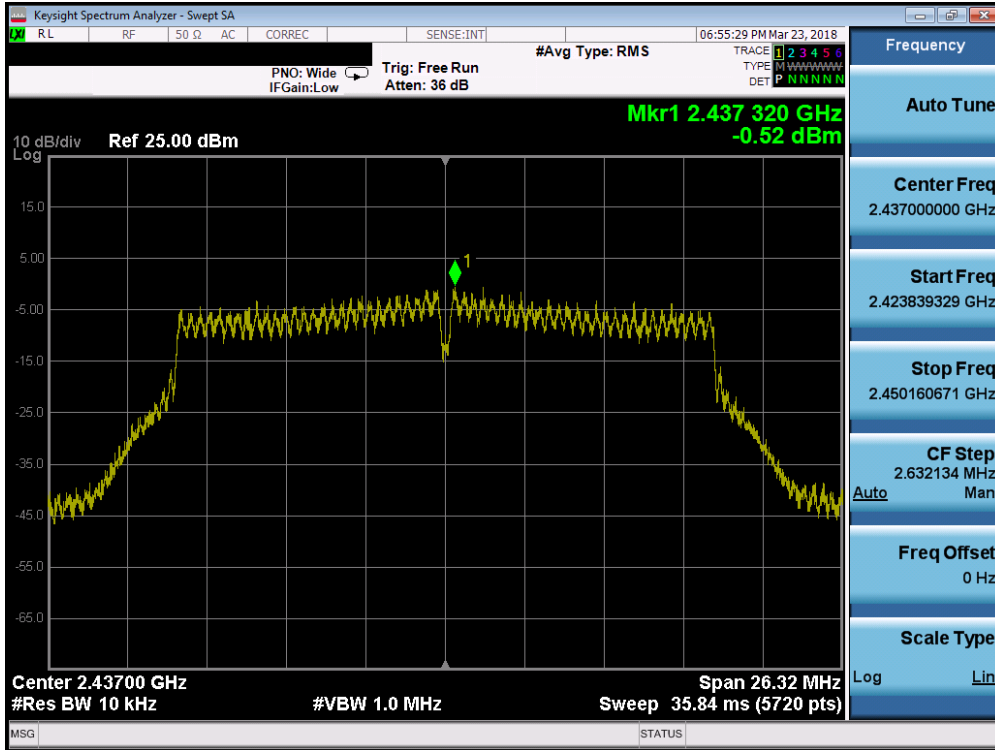 Keysight Spectrum Analyzer - Swept SA
LXI RL RF 50 Ω AC CORREC SENSE:INT 06:55:29 PM Mar 23, 2018
#Avg Type: RMS TRACE 1 2 3 4 5 6
PNO: Wide Trig: Free Run TYPE M WWWWW
IFGain:Low Atten: 36 dB DET P N N N N N
Mkr1 2.437 320 GHz
-0.52 dBm
10 dB/div Ref 25.00 dBm
Log
15.0
5.00
1
-5.00
-15.0
-25.0
-35.0
-45.0
-55.0
-65.0
Center 2.43700 GHz Span 26.32 MHz
#Res BW 10 kHz #VBW 1.0 MHz Sweep 35.84 ms (5720 pts)
MSG STATUS
Frequency
Auto Tune
Center Freq
2.437000000 GHz
Start Freq
2.423839329 GHz
Stop Freq
2.450160671 GHz
CF Step
2.632134 MHz
Auto Man
Freq Offset
0 Hz
Scale Type
Log Lin